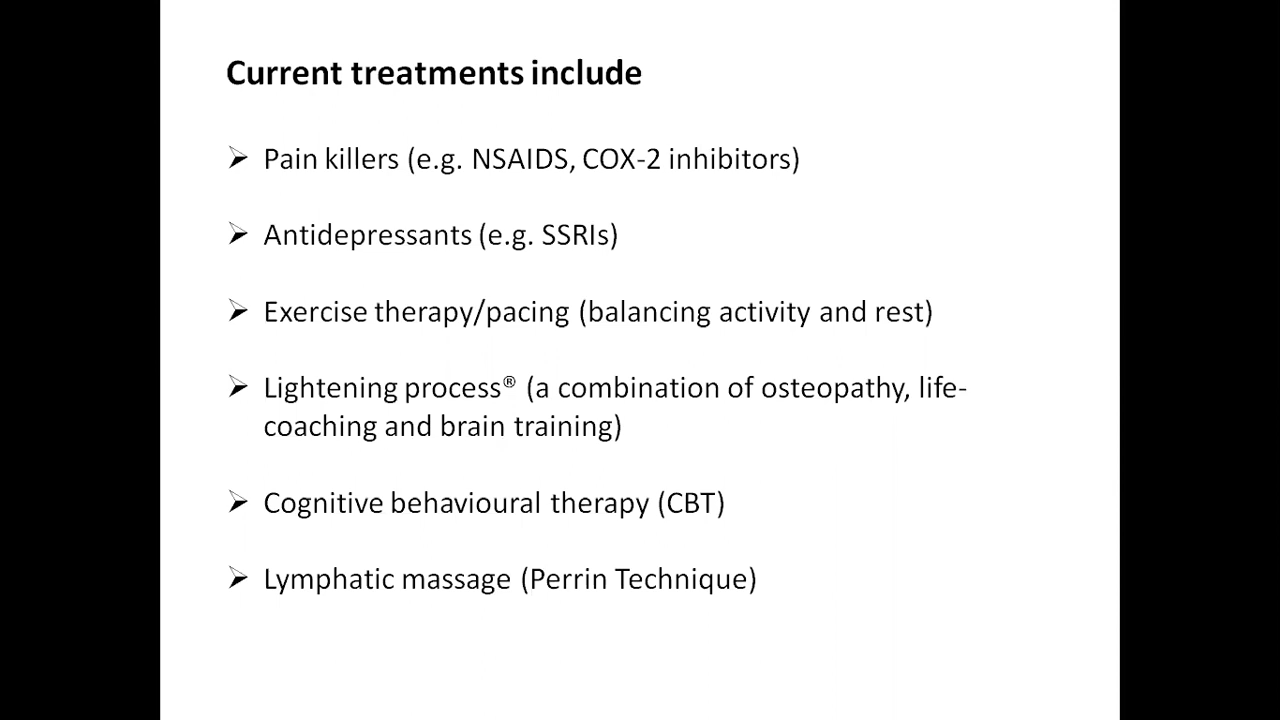 Current treatments include
➢ Pain killers (e.g. NSAIDS, COX-2 inhibitors)
➢ Antidepressants (e.g. SSRIs)
➢ Exercise therapy/pacing (balancing activity and rest)
➢ Lightening process® (a combination of osteopathy, life-
coaching and brain training)
➢ Cognitive behavioural therapy (CBT)
➢ Lymphatic massage (Perrin Technique)